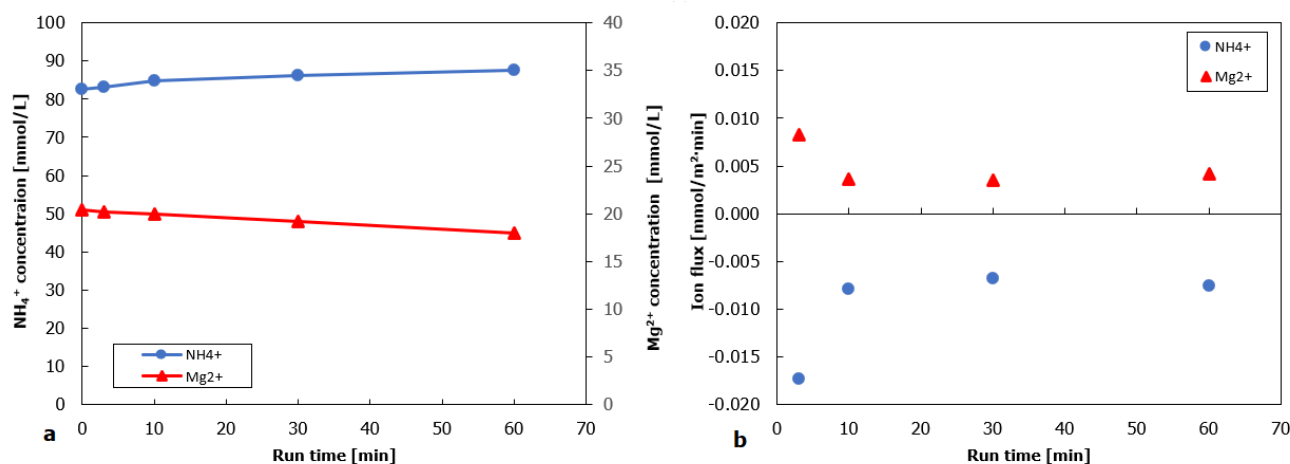 100
90
80
70
60
50
40
30
20
10
0
NH₄⁺ concentraion [mmol/L]
40
35
30
25
20
15
10
5
0
Mg²⁺ concentration [mmol/L]
NH4+
Mg2+
0 10 20 30 40 50 60 70
Run time [min]
a
0.020
0.015
0.010
0.005
0.000
-0.005
-0.010
-0.015
-0.020
Ion flux [mmol/m²·min]
NH4+
Mg2+
0 10 20 30 40 50 60 70
Run time [min]
b